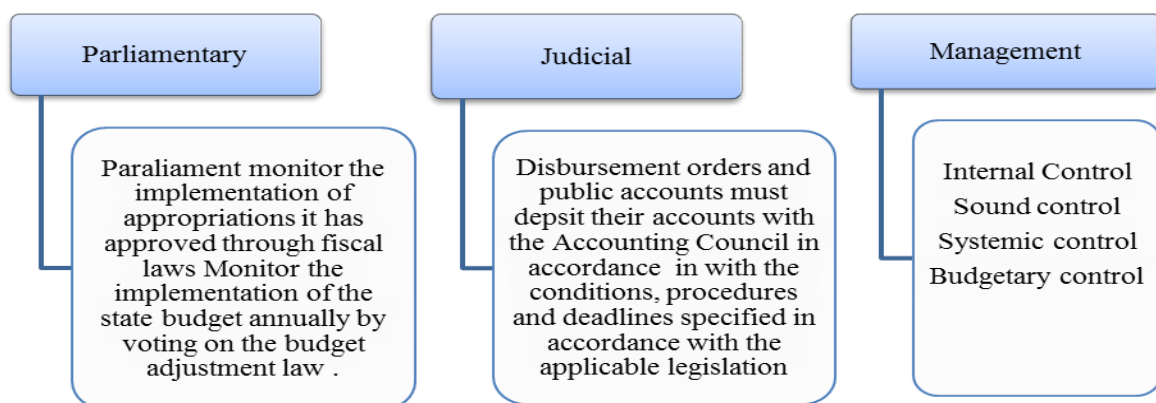 Parliamentary
Paraliament monitor the
implementation of
appropriations it has
approved through fiscal
laws Monitor the
implementation of the
state budget annually by
voting on the budget
adjustment law .
Judicial
Disbursement orders and
public accounts must
depsit their accounts with
the Accounting Council in
accordance in with the
conditions, procedures
and deadlines specified in
accordance with the
applicable legislation
Management
Internal Control
Sound control
Systemic control
Budgetary control